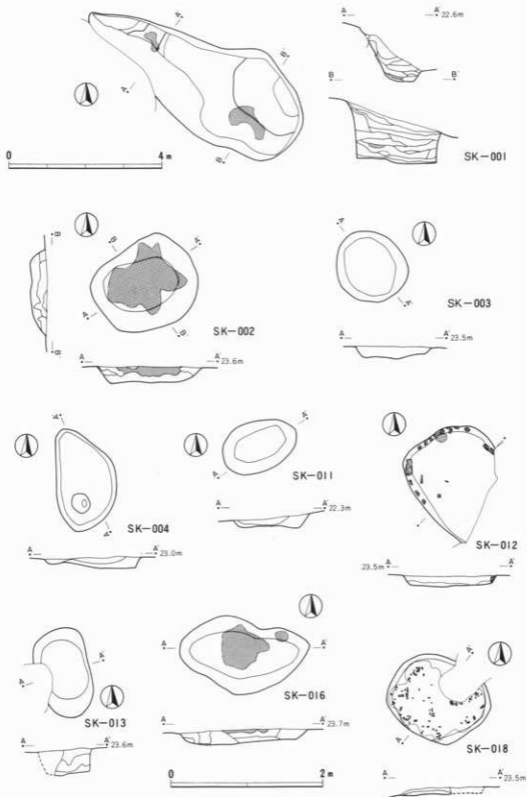 A A'
B B'
A A' 22.6m
B B'
SK-001
0 4m
B B'
B A'
A B'
SK-002
A A' 23.6m
A A'
SK-003
A A' 23.5m
A A'
SK-004
A A' 23.0m
A A'
SK-011
A A' 22.3m
SK-012
23.5m A A'
A A'
SK-013
A A' 23.6m
A A'
SK-016
A A' 23.7m
0 2m
A A'
SK-018
A A' 23.5m